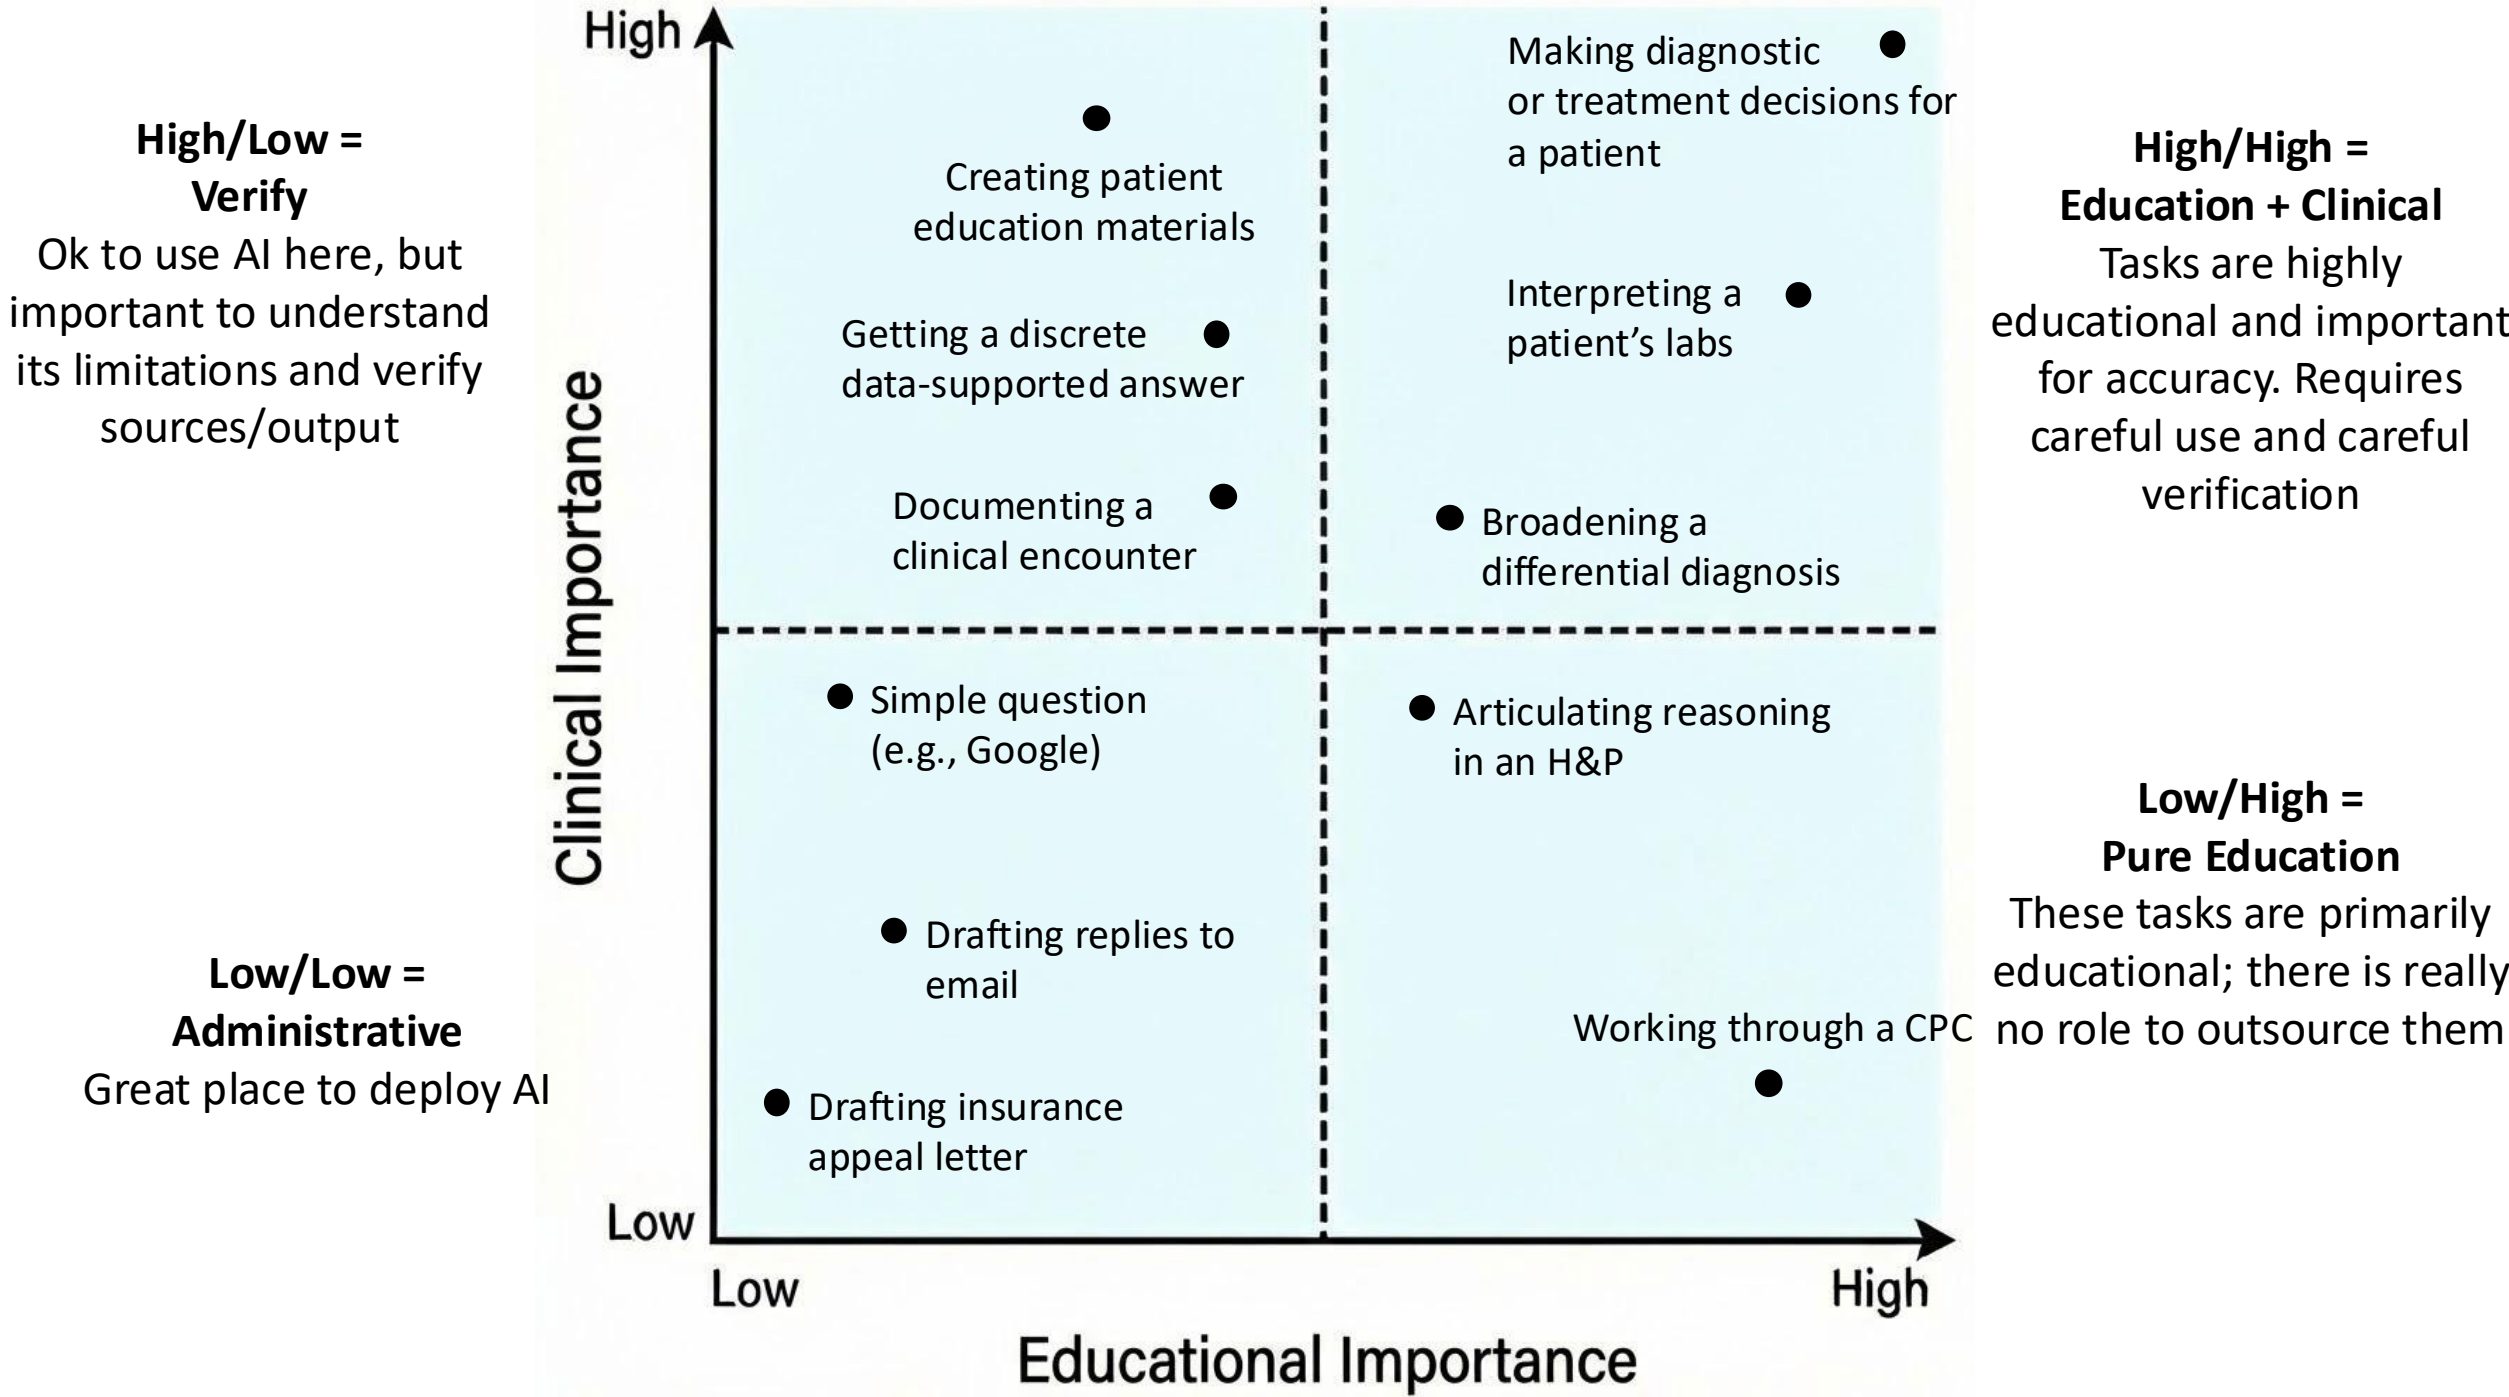 High
High/Low =
Verify
Ok to use AI here, but
important to understand
its limitations and verify
sources/output
Low/Low =
Administrative
Great place to deploy AI
Clinical Importance
Creating patient
education materials
Getting a discrete
data-supported answer
Documenting a
clinical encounter
Making diagnostic
or treatment decisions for
a patient
Interpreting a
patient’s labs
Broadening a
differential diagnosis
Simple question
(e.g., Google)
Drafting replies to
email
Drafting insurance
appeal letter
Articulating reasoning
in an H&P
Working through a CPC
High/High =
Education + Clinical
Tasks are highly
educational and important
for accuracy. Requires
careful use and careful
verification
Low/High =
Pure Education
These tasks are primarily
educational; there is really
no role to outsource them
Low
Low
High
Educational Importance